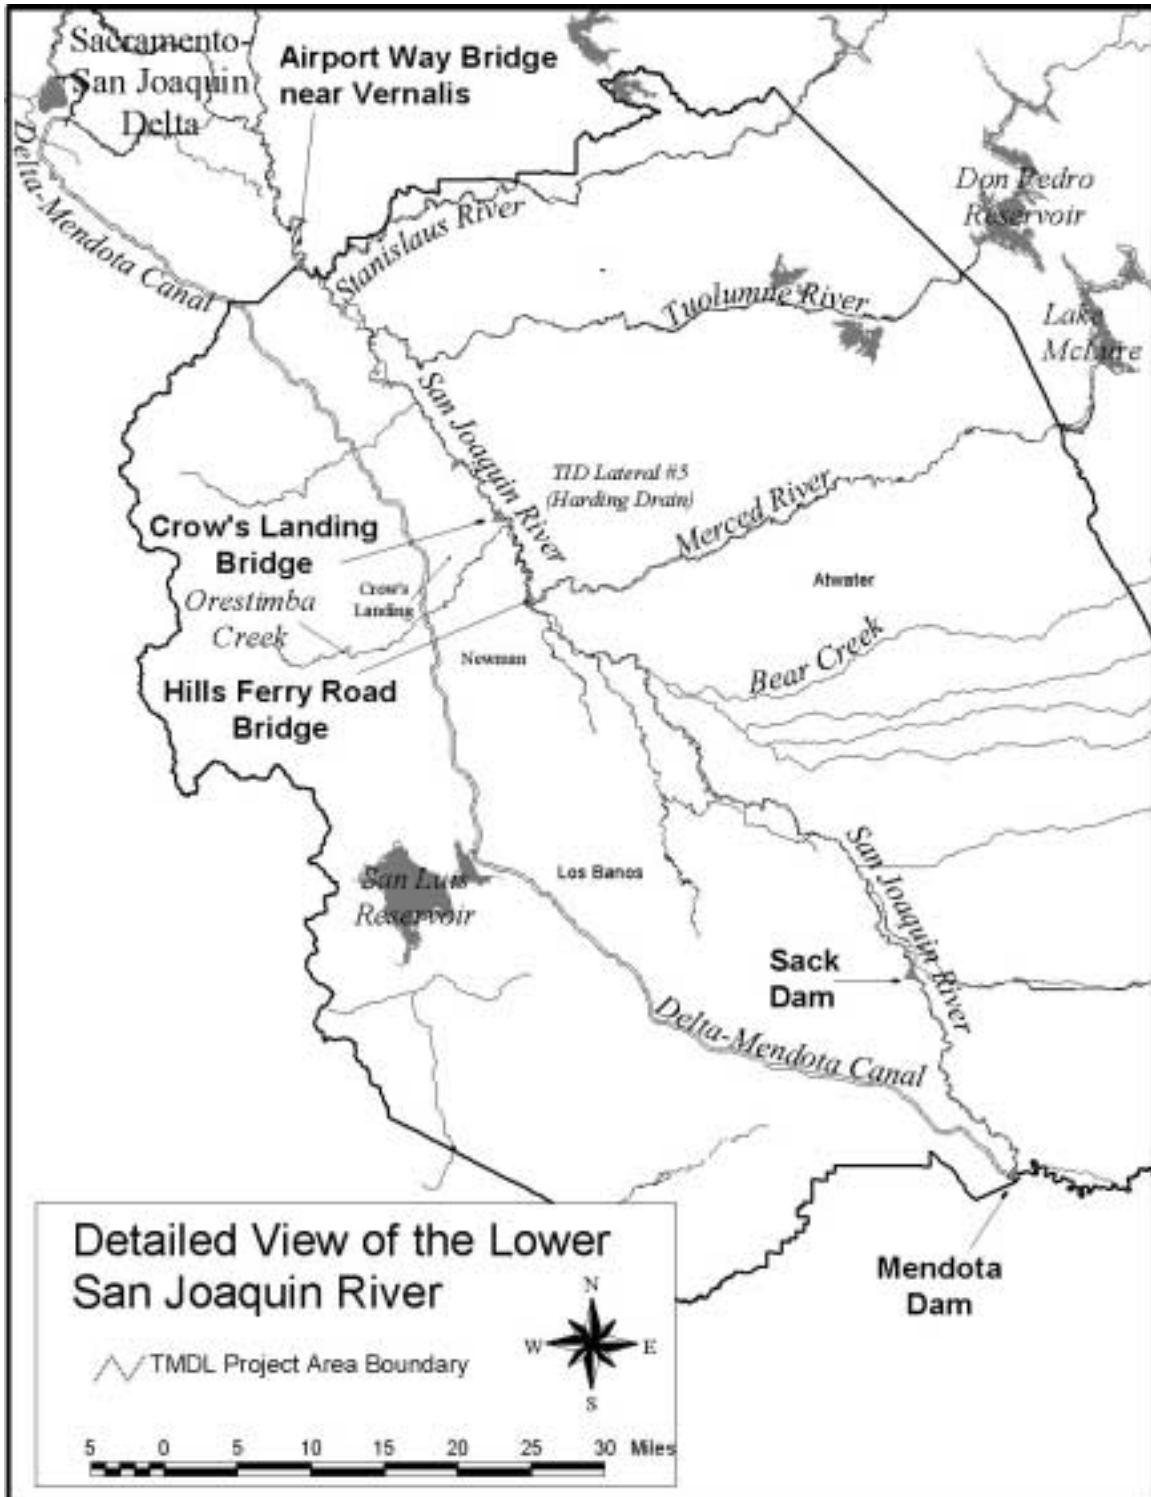 Sacramento-
San Joaquin
Delta
Airport Way Bridge
near Vernalis
Delta-Mendota Canal
Stanislaus River
Don Pedro
Reservoir
Tuolumne River
Lake
McLure
San Joaquin River
TID Lateral #5
(Harding Drain)
Merced River
Crow's Landing
Bridge
Atwater
Crow's
Landing
Orestimba
Creek
Newman
Bear Creek
Hills Ferry Road
Bridge
San Joaquin River
Los Banos
San Luis
Reservoir
Sack
Dam
Delta-Mendota Canal
Mendota
Dam
Detailed View of the Lower
San Joaquin River
N
W E
S
TMDL Project Area Boundary
5 0 5 10 15 20 25 30 Miles